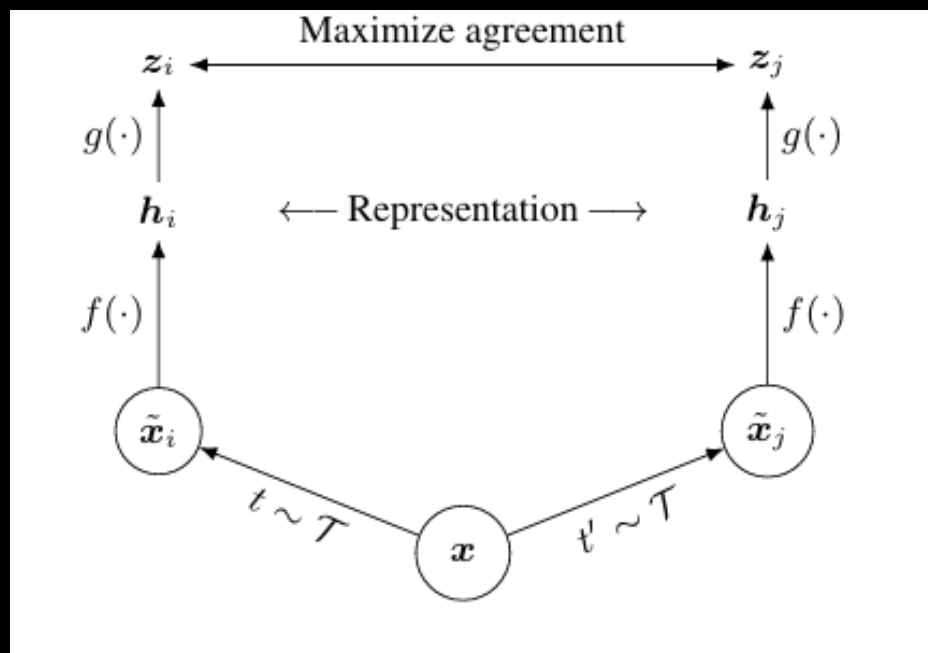 Maximize agreement
z_i z_j
g(·) g(·)
h_i ←— Representation —→ h_j
f(·) f(·)
x̃_i x̃_j
t ∼ 𝒯 t′ ∼ 𝒯
x